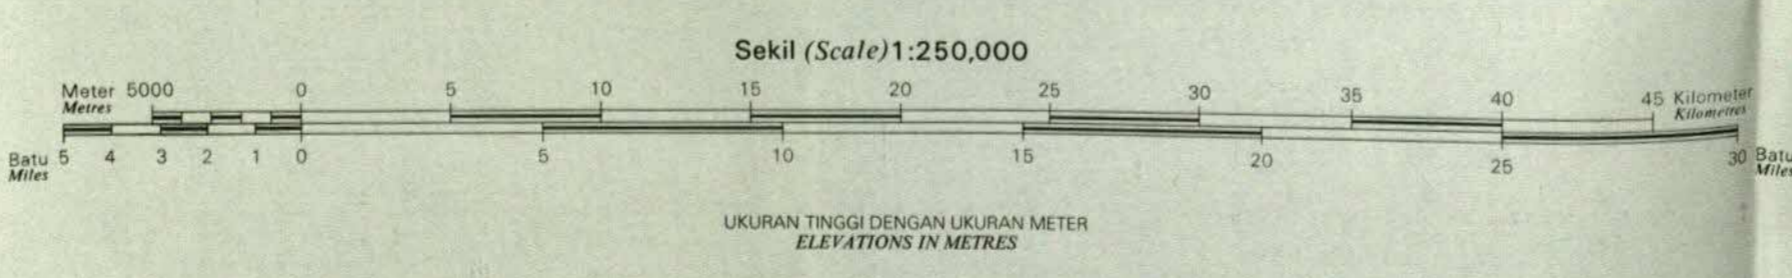 Sekil (Scale) 1:250,000
Meter 5000 0 5 10 15 20 25 30 35 40 45 Kilometer
Metres Kilometres
Batu 5 4 3 2 1 0 5 10 15 20 25 30 Batu
Miles Miles
UKURAN TINGGI DENGAN UKURAN METER
ELEVATIONS IN METRES